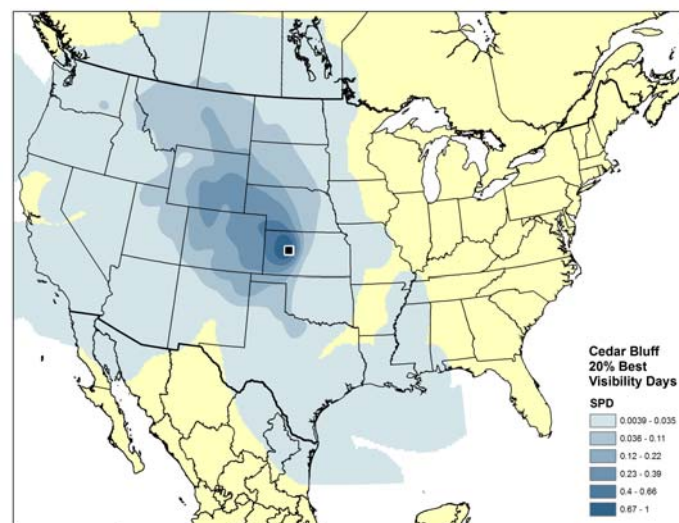 Cedar Bluff
20% Best
Visibility Days
SPD
0.0039 - 0.035
0.036 - 0.11
0.12 - 0.22
0.23 - 0.39
0.4 - 0.66
0.67 - 1